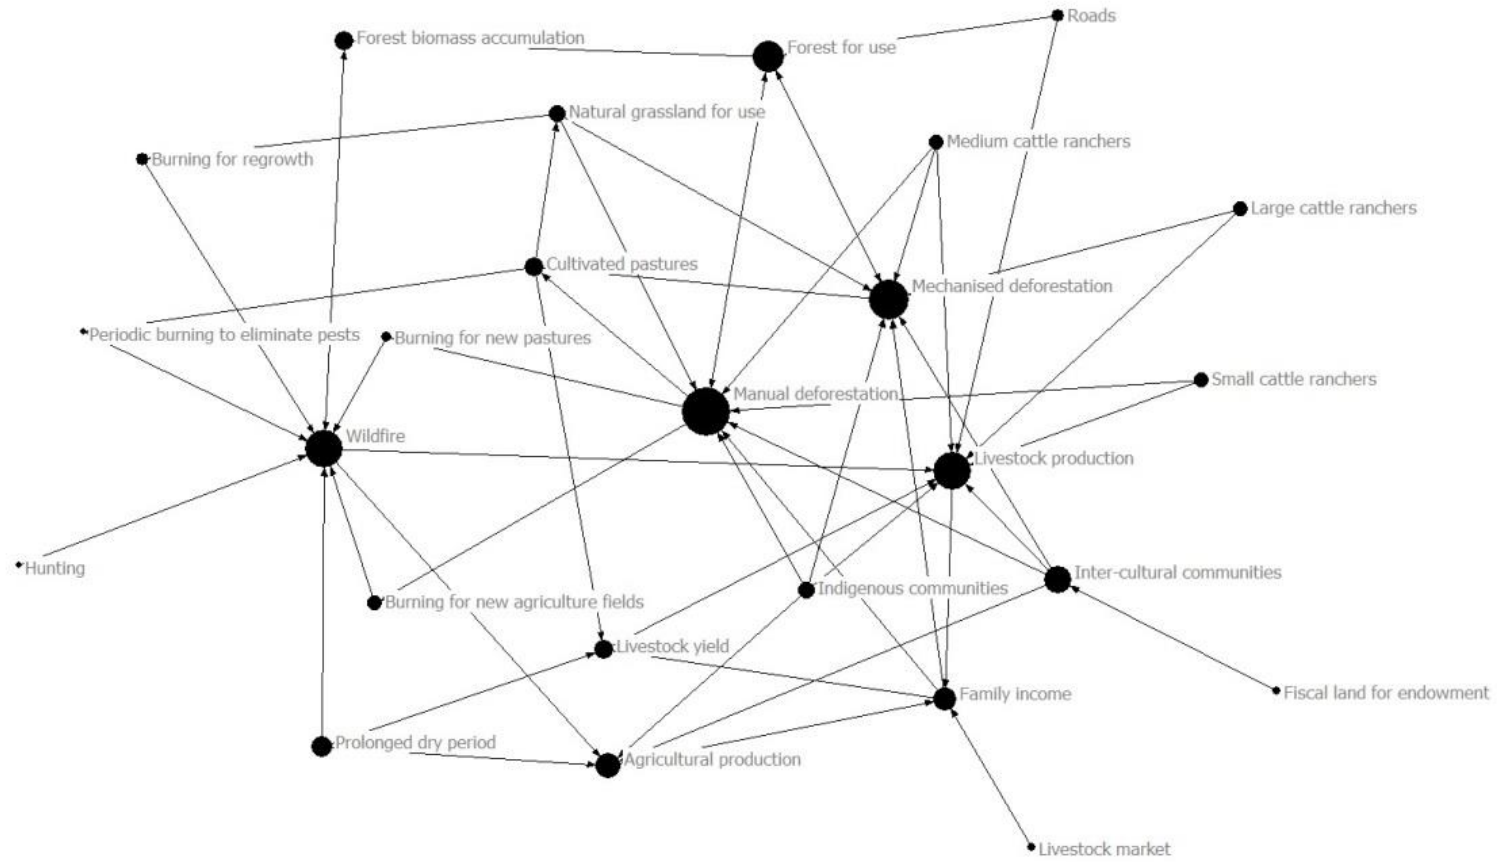 Roads
Forest biomass accumulation
Forest for use
Natural grassland for use
Medium cattle ranchers
Burning for regrowth
Large cattle ranchers
Cultivated pastures
Mechanised deforestation
Periodic burning to eliminate pests
Burning for new pastures
Small cattle ranchers
Manual deforestation
Wildfire
Livestock production
Hunting
Inter-cultural communities
Indigenous communities
Burning for new agriculture fields
Livestock yield
Family income
Fiscal land for endowment
Prolonged dry period
Agricultural production
Livestock market